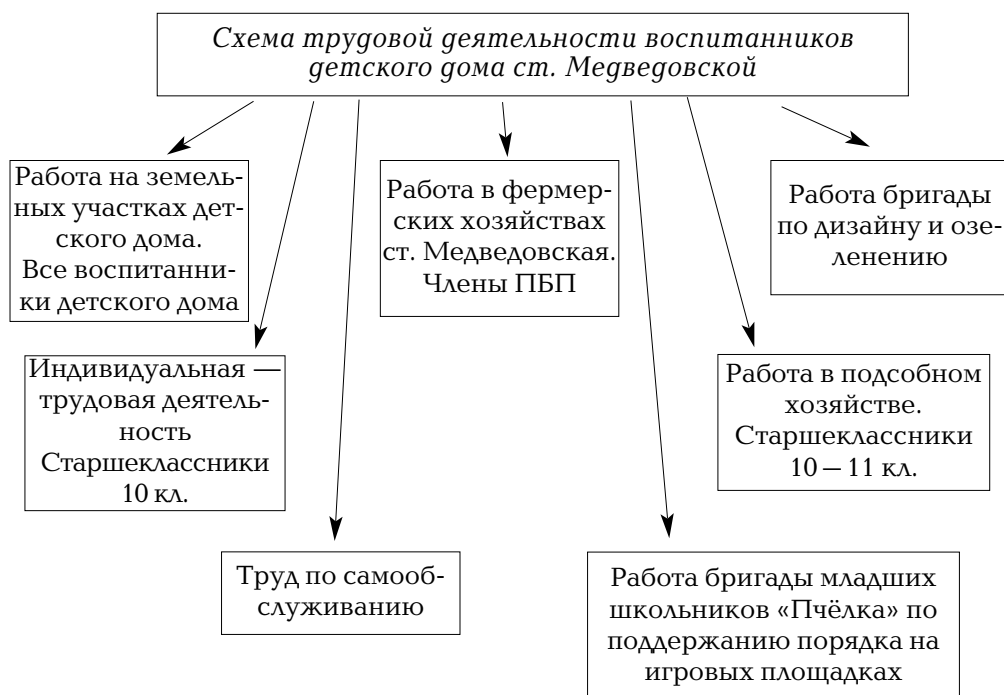 Схема трудовой деятельности воспитанников
детского дома ст. Медведовской
Работа на земель-
ных участках дет-
ского дома.
Все воспитанни-
ки детского дома
Работа в фермер-
ских хозяйствах
ст. Медведовская.
Члены ПБП
Работа бригады
по дизайну и озе-
ленению
Индивидуальная —
трудовая деятель-
ность
Старшеклассники
10 кл.
Работа в подсобном
хозяйстве.
Старшеклассники
10 – 11 кл.
Труд по самооб-
служиванию
Работа бригады младших
школьников «Пчёлка» по
поддержанию порядка на
игровых площадках